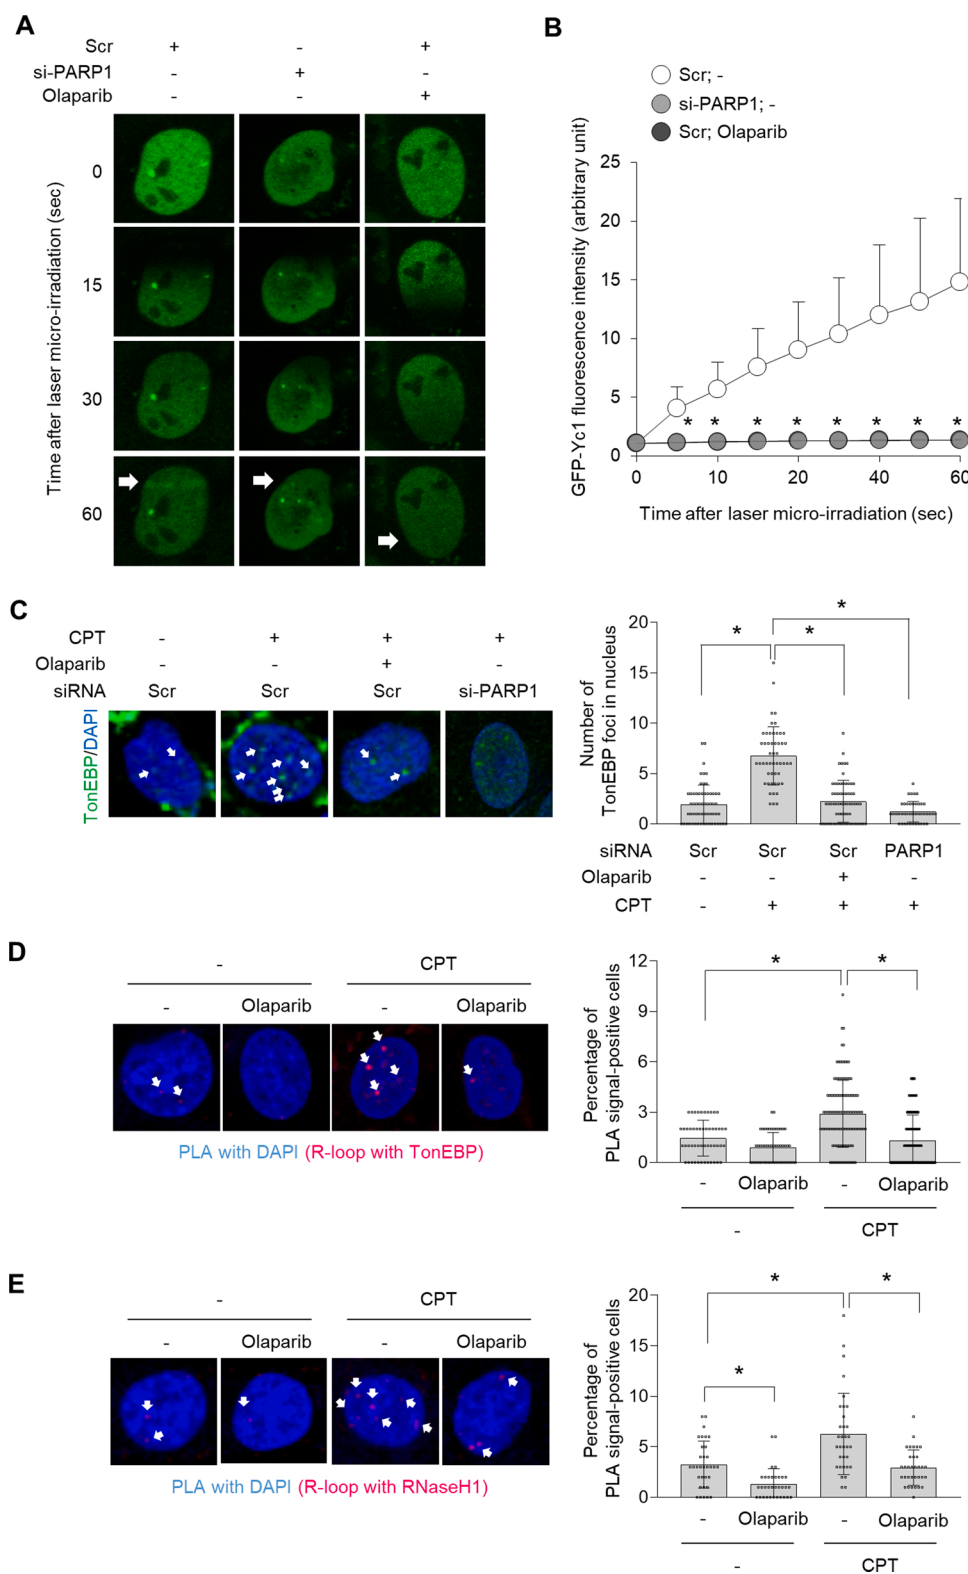 A
Scr + - +
si-PARP1 - + -
Olaparib - - +
Time after laser micro-irradiation (sec)
0
15
30
60
B
Scr; -
si-PARP1; -
Scr; Olaparib
GFP-Yc1 fluorescence intensity (arbitrary unit)
25
20
15
10
5
0
* * * * * * * *
0 10 20 40 60
Time after laser micro-irradiation (sec)
C
CPT - + + +
Olaparib - - + -
siRNA Scr Scr Scr si-PARP1
TonEBP/DAPI
Number of
TonEBP foci in nucleus
20
15
10
5
0
*
* *
siRNA Scr Scr Scr PARP1
Olaparib - - + -
CPT - + + +
D
- CPT
- Olaparib - Olaparib
PLA with DAPI (R-loop with TonEBP)
Percentage of
PLA signal-positive cells
12
9
6
3
0
* *
- Olaparib - Olaparib
- CPT
E
- CPT
- Olaparib - Olaparib
PLA with DAPI (R-loop with RNaseH1)
Percentage of
PLA signal-positive cells
20
15
10
5
0
* *
*
- Olaparib - Olaparib
- CPT